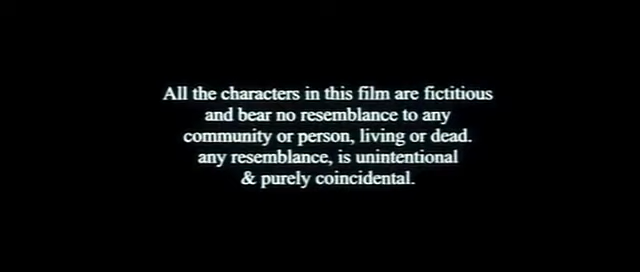 All the characters in this film are fictitious
and bear no resemblance to any
community or person, living or dead.
any resemblance, is unintentional
& purely coincidental.